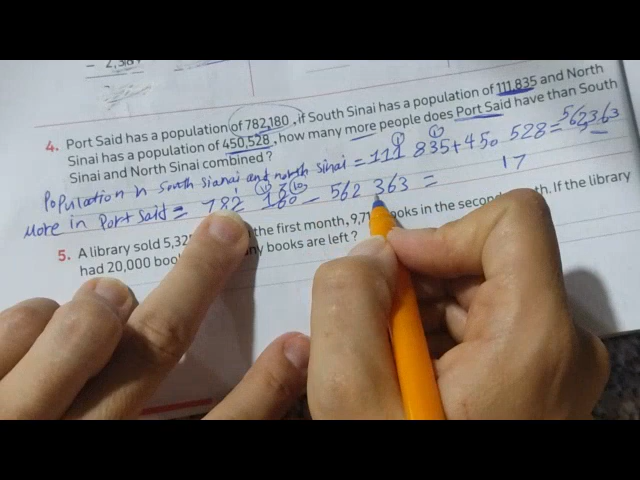 - 2,381
4. Port Said has a population of 782,180, if South Sinai has a population of 111,835 and North
Sinai has a population of 450,528, how many more people does Port Said have than South
Sinai and North Sinai combined?
Population n South Sianai and north sinai = 111 835 + 450 528 = 562363
More in Port Said = 782 180 - 562 363 =
17
5. A library sold 5,32 the first month, 9,71 books in the second th. If the library
had 20,000 boo ny books are left?